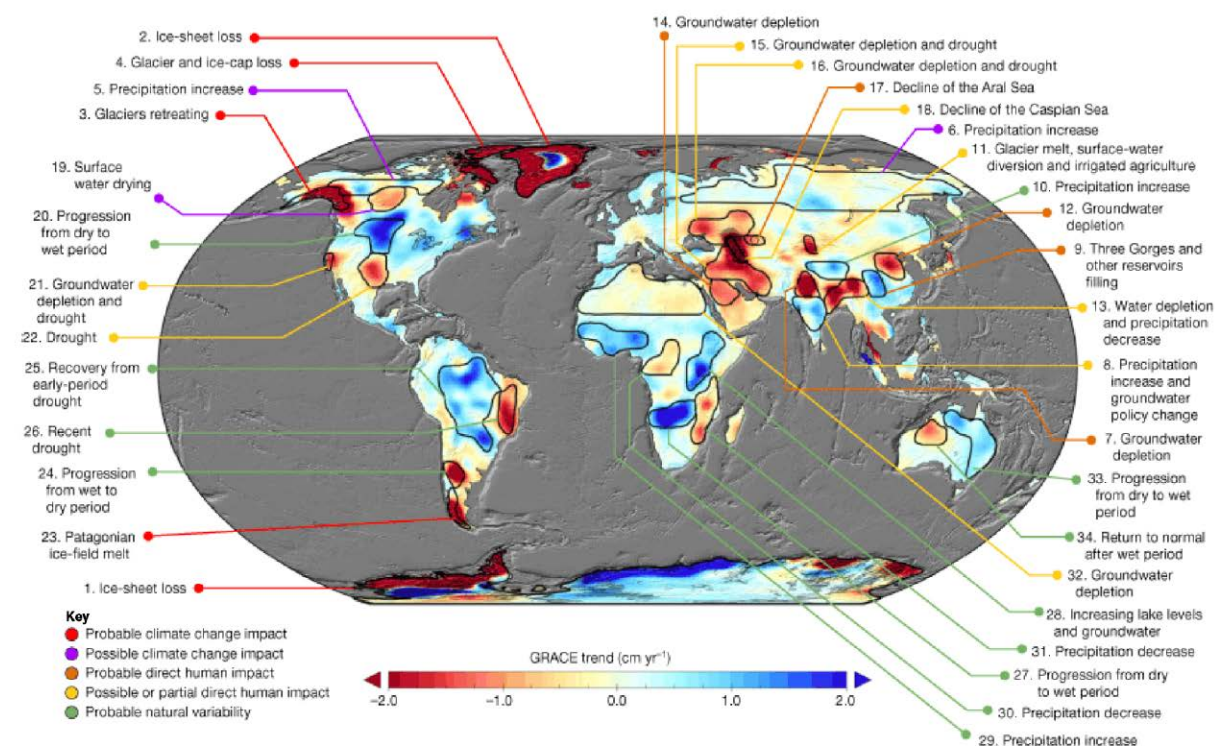 2. Ice-sheet loss
4. Glacier and ice-cap loss
5. Precipitation increase
3. Glaciers retreating
19. Surface
water drying
20. Progression
from dry to
wet period
21. Groundwater
depletion and
drought
22. Drought
25. Recovery from
early-period
drought
26. Recent
drought
24. Progression
from wet to
dry period
23. Patagonian
ice-field melt
1. Ice-sheet loss
14. Groundwater depletion
15. Groundwater depletion and drought
16. Groundwater depletion and drought
17. Decline of the Aral Sea
18. Decline of the Caspian Sea
6. Precipitation increase
11. Glacier melt, surface-water
diversion and irrigated agriculture
10. Precipitation increase
12. Groundwater
depletion
9. Three Gorges and
other reservoirs
filling
13. Water depletion
and precipitation
decrease
8. Precipitation
increase and
groundwater
policy change
7. Groundwater
depletion
33. Progression
from dry to wet
period
34. Return to normal
after wet period
32. Groundwater
depletion
28. Increasing lake levels
and groundwater
31. Precipitation decrease
27. Progression from dry
to wet period
30. Precipitation decrease
29. Precipitation increase
Key
Probable climate change impact
Possible climate change impact
Probable direct human impact
Possible or partial direct human impact
Probable natural variability
GRACE trend (cm yr⁻¹)
−2.0 −1.0 0.0 1.0 2.0